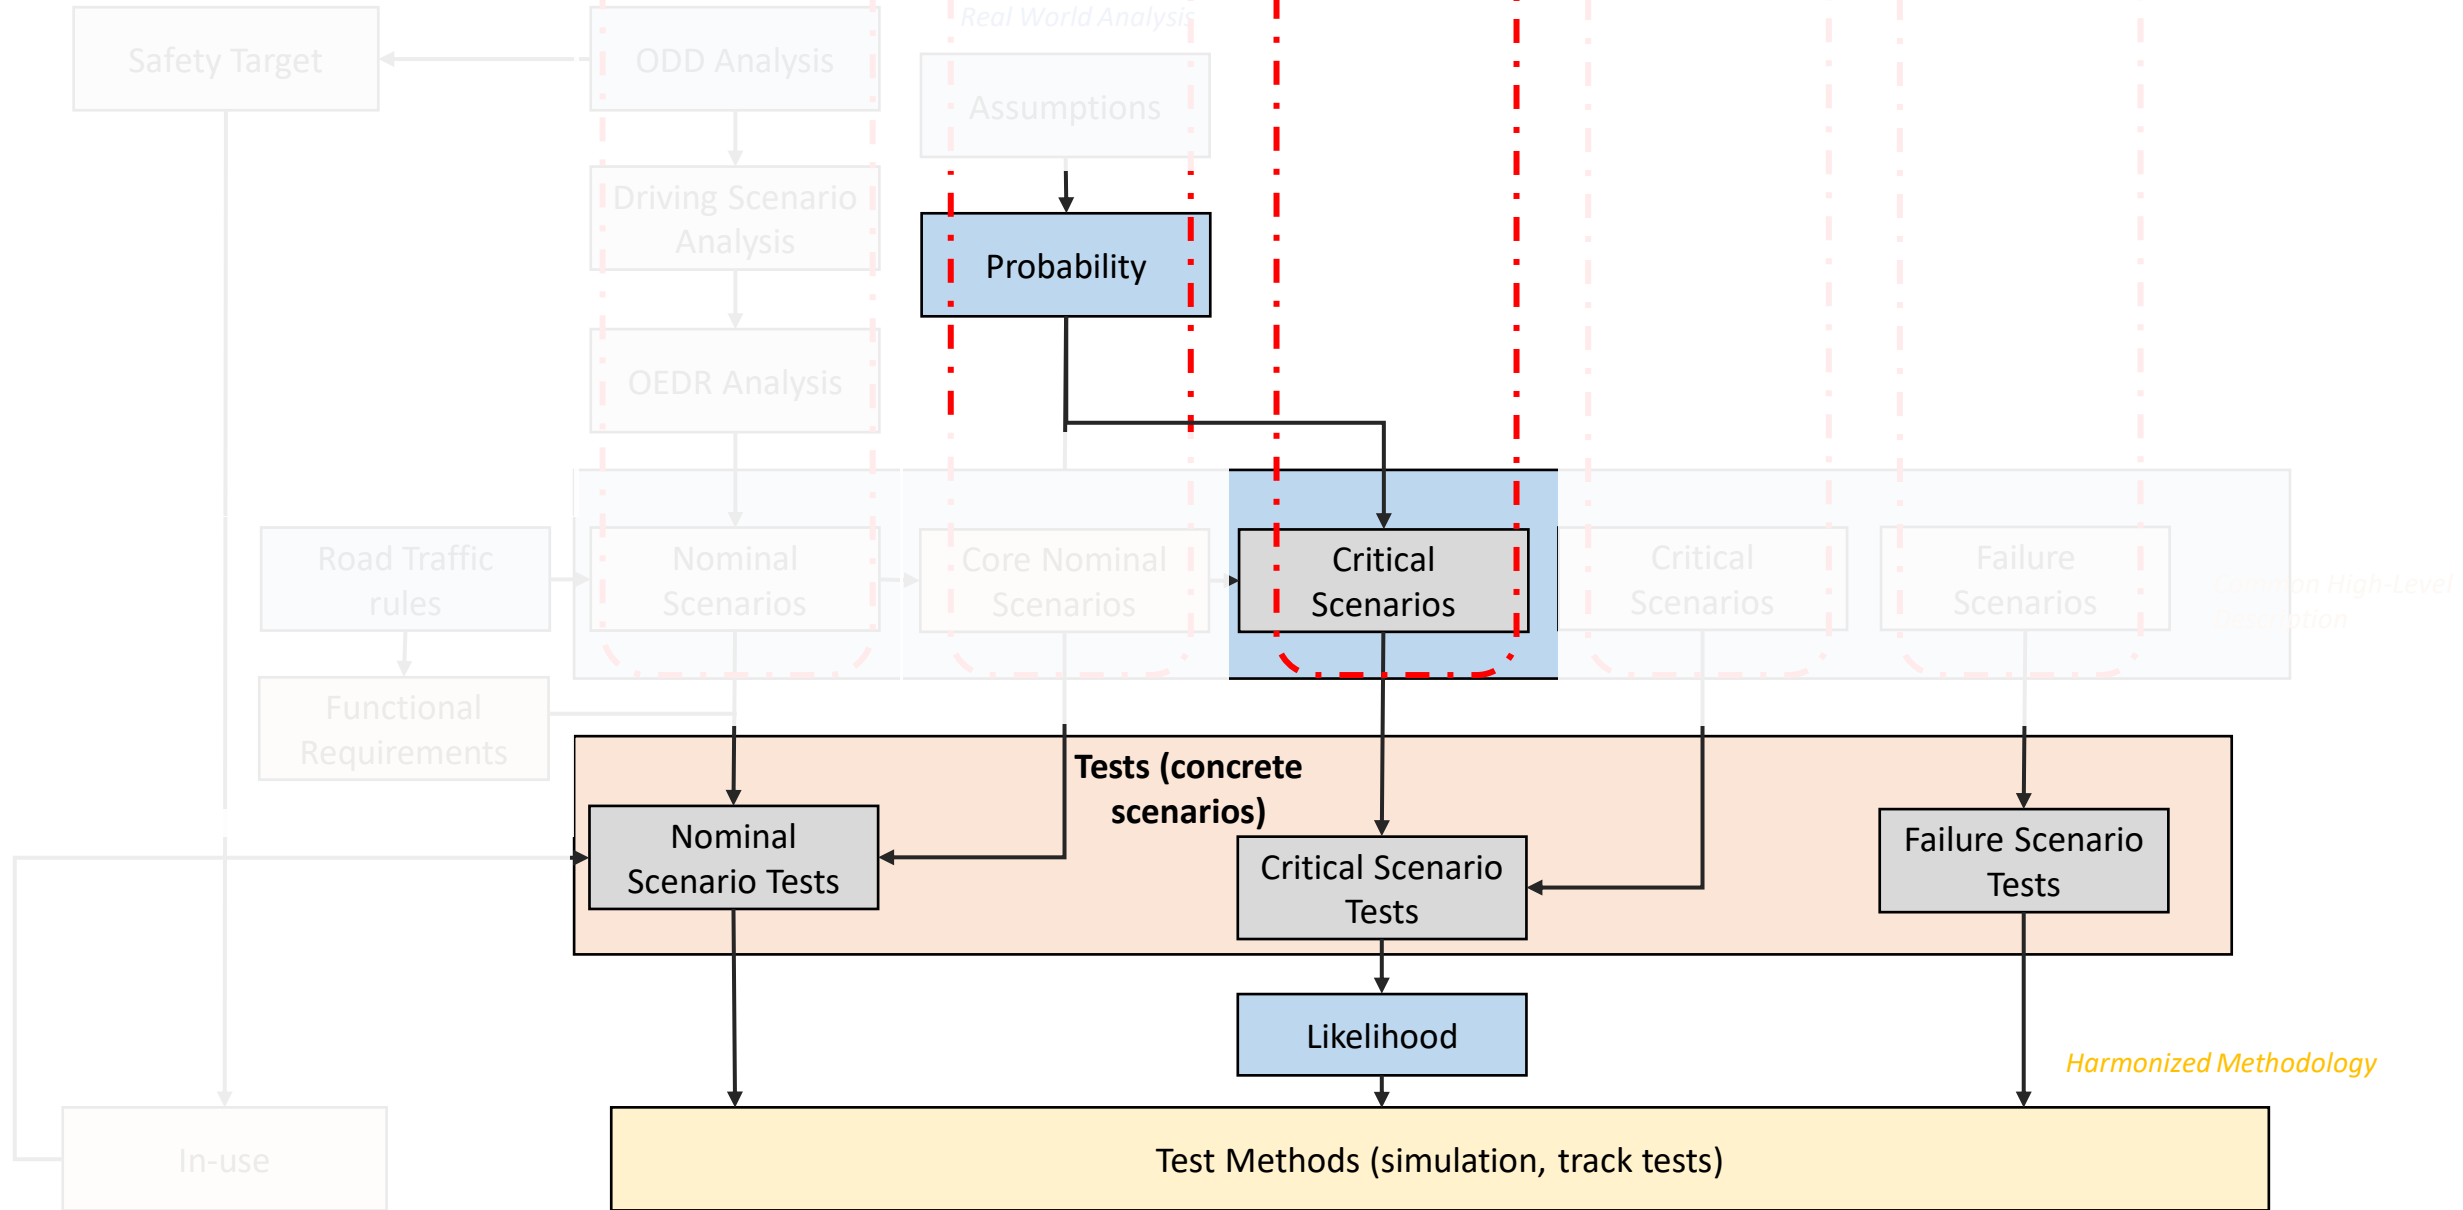 Real World Analysis
Safety Target
ODD Analysis
Assumptions
Driving Scenario
Analysis
Probability
OEDR Analysis
Road Traffic
rules
Nominal
Scenarios
Core Nominal
Scenarios
Critical
Scenarios
Critical
Scenarios
Failure
Scenarios
High-Level
Functional
Requirements
Tests (concrete
scenarios)
Nominal
Scenario Tests
Critical Scenario
Tests
Failure Scenario
Tests
Likelihood
Harmonized Methodology
In-use
Test Methods (simulation, track tests)